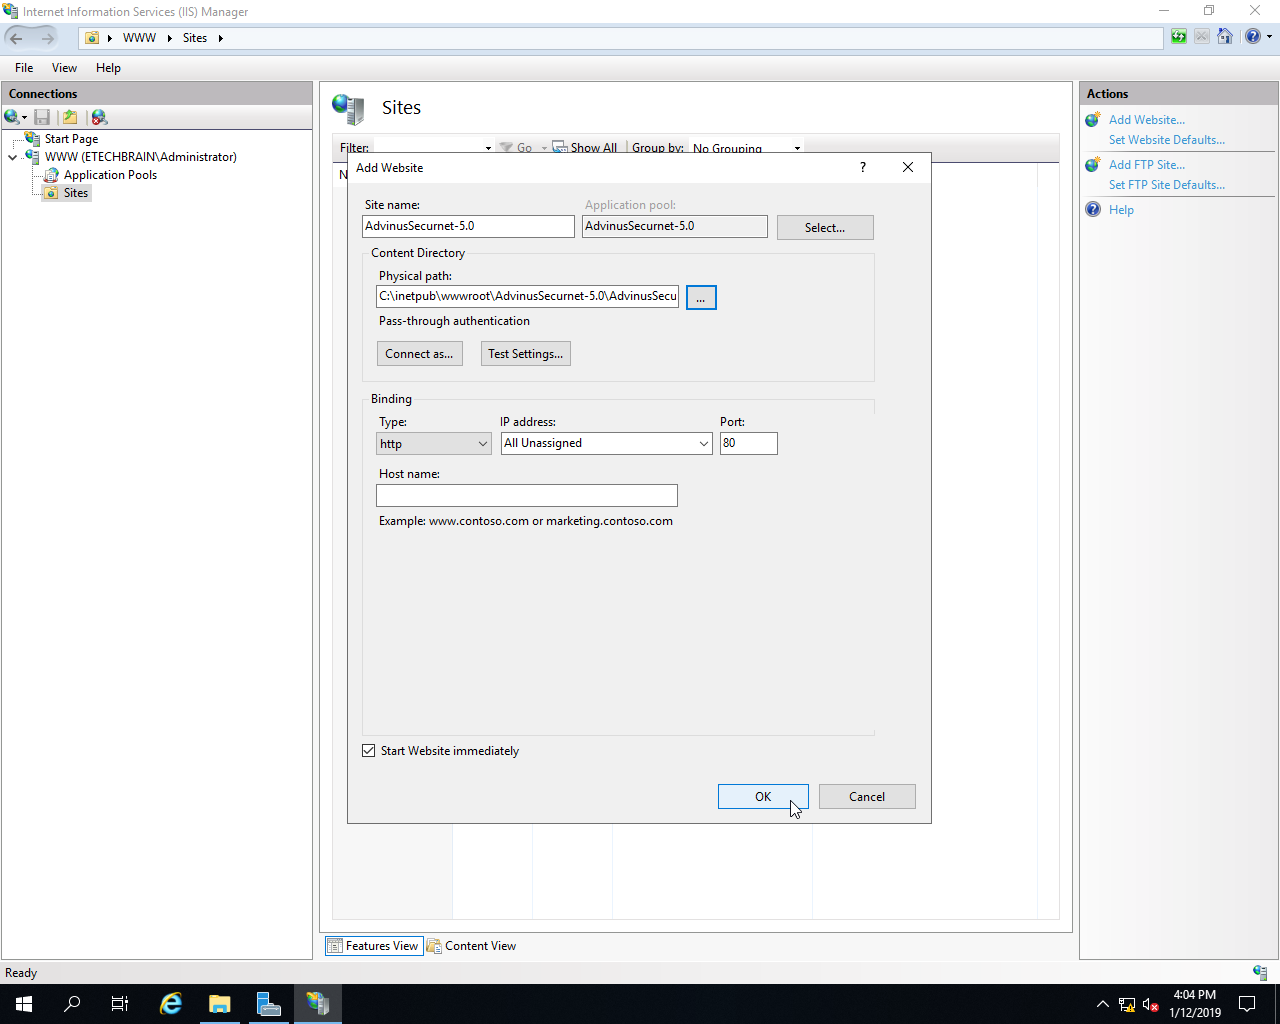 Internet Information Services (IIS) Manager
WWW Sites
File View Help
Connections
Start Page
WWW (ETECHBRAIN\Administrator)
Application Pools
Sites
Sites
Filter: Go Show All Group by: No Grouping
N
Add Website
?
Site name:
Application pool:
AdvinusSecurnet-5.0
AdvinusSecurnet-5.0
Select...
Content Directory
Physical path:
C:\inetpub\wwwroot\AdvinusSecurnet-5.0\AdvinusSecu
...
Pass-through authentication
Connect as...
Test Settings...
Binding
Type:
IP address:
Port:
http
All Unassigned
80
Host name:
Example: www.contoso.com or marketing.contoso.com
Start Website immediately
OK
Cancel
Features View
Content View
Actions
Add Website...
Set Website Defaults...
Add FTP Site...
Set FTP Site Defaults...
Help
Ready
4:04 PM
1/12/2019